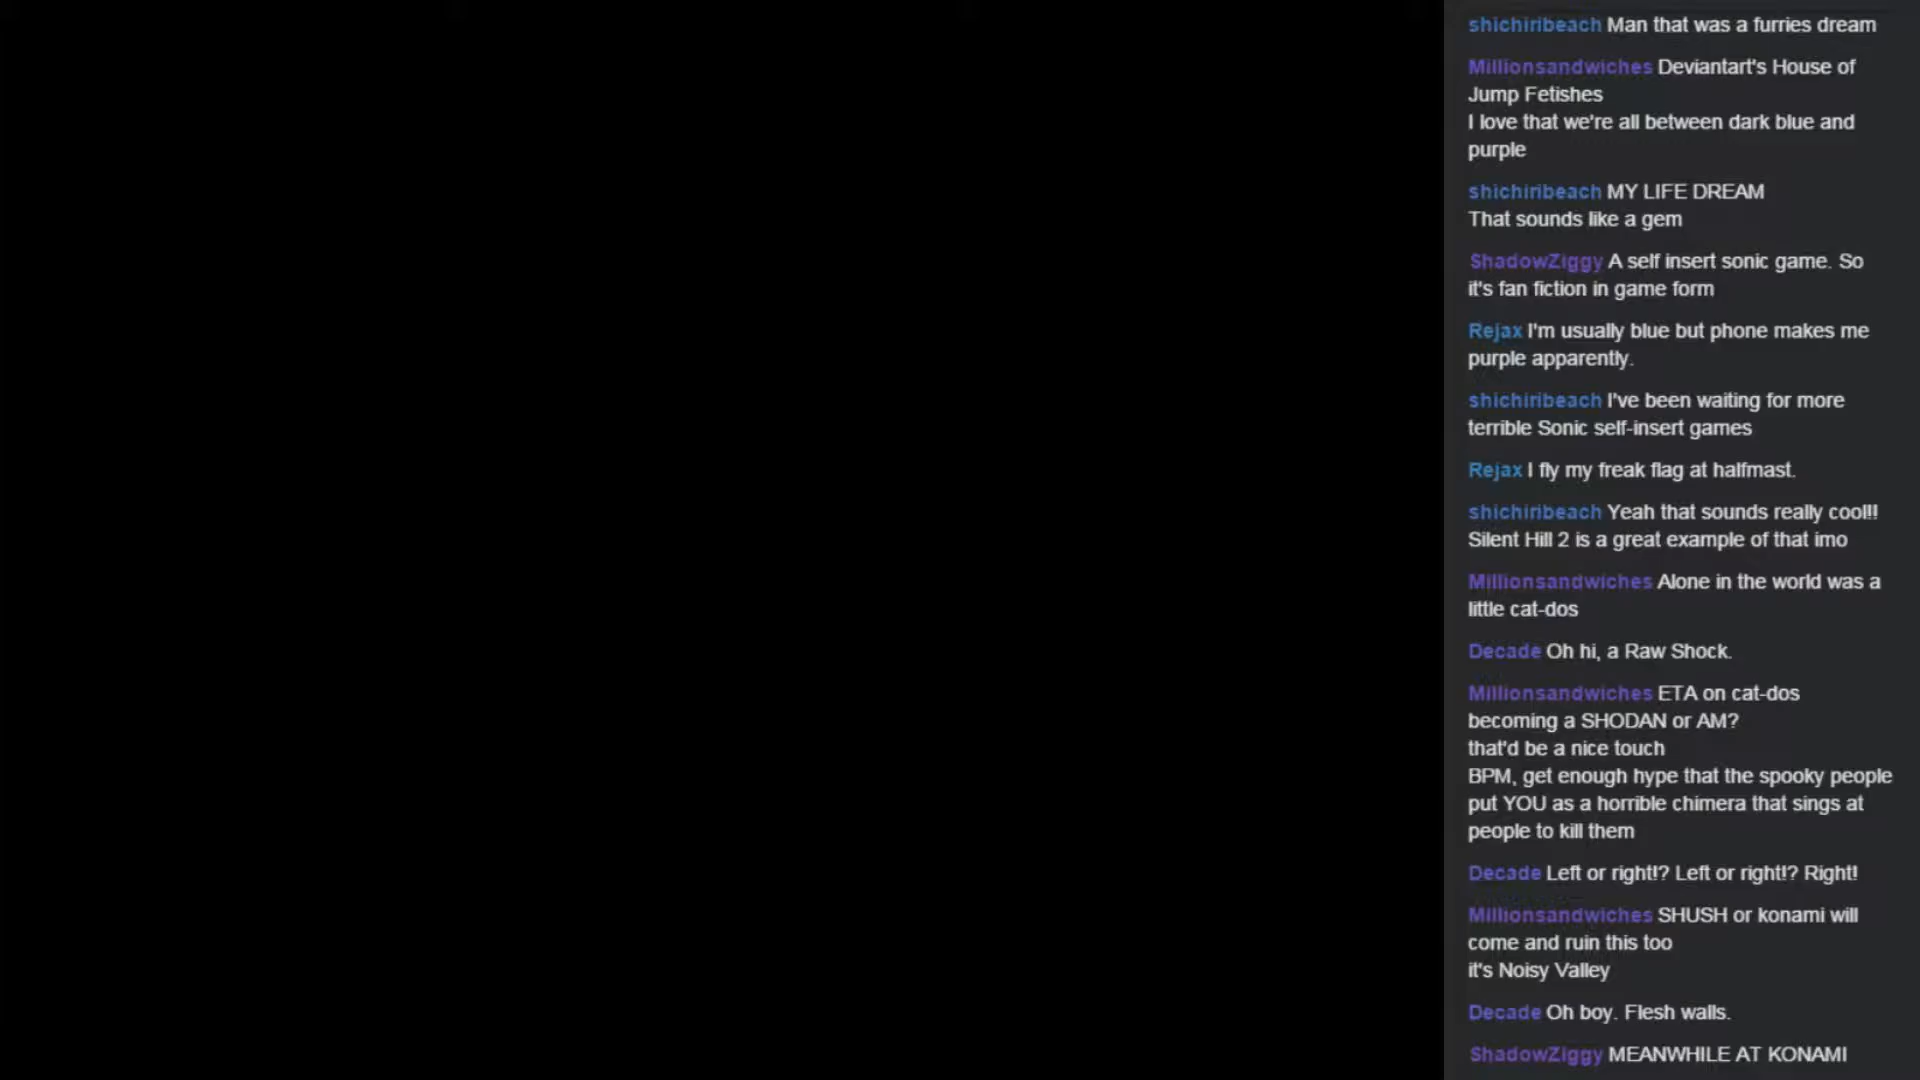 shichiribeach Man that was a furries dream
Millionsandwiches Deviantart's House of
Jump Fetishes
I love that we're all between dark blue and
purple
shichiribeach MY LIFE DREAM
That sounds like a gem
ShadowZiggy A self insert sonic game. So
it's fan fiction in game form
Rejax I'm usually blue but phone makes me
purple apparently.
shichiribeach I've been waiting for more
terrible Sonic self-insert games
Rejax I fly my freak flag at halfmast.
shichiribeach Yeah that sounds really cool!!
Silent Hill 2 is a great example of that imo
Millionsandwiches Alone in the world was a
little cat-dos
Decade Oh hi, a Raw Shock.
Millionsandwiches ETA on cat-dos
becoming a SHODAN or AM?
that'd be a nice touch
BPM, get enough hype that the spooky people
put YOU as a horrible chimera that sings at
people to kill them
Decade Left or right!? Left or right!? Right!
Millionsandwiches SHUSH or konami will
come and ruin this too
it's Noisy Valley
Decade Oh boy. Flesh walls.
ShadowZiggy MEANWHILE AT KONAMI